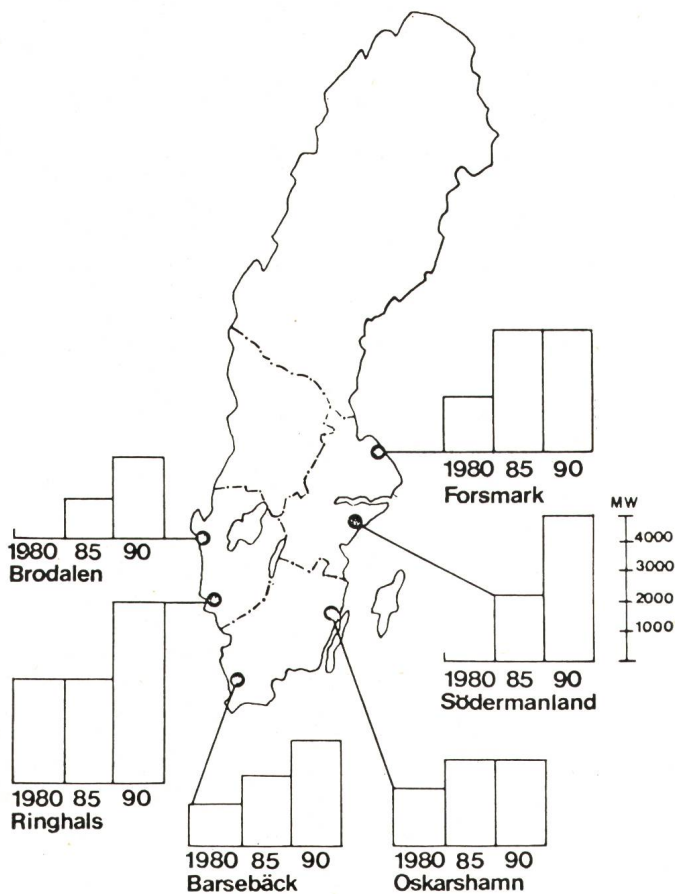 1980 85 90
Forsmark
MW
4000
3000
2000
1000
1980 85 90
Södermanland
1980 85 90
Brodalen
1980 85 90
Ringhals
1980 85 90
Barsebäck
1980 85 90
Oskarshamn